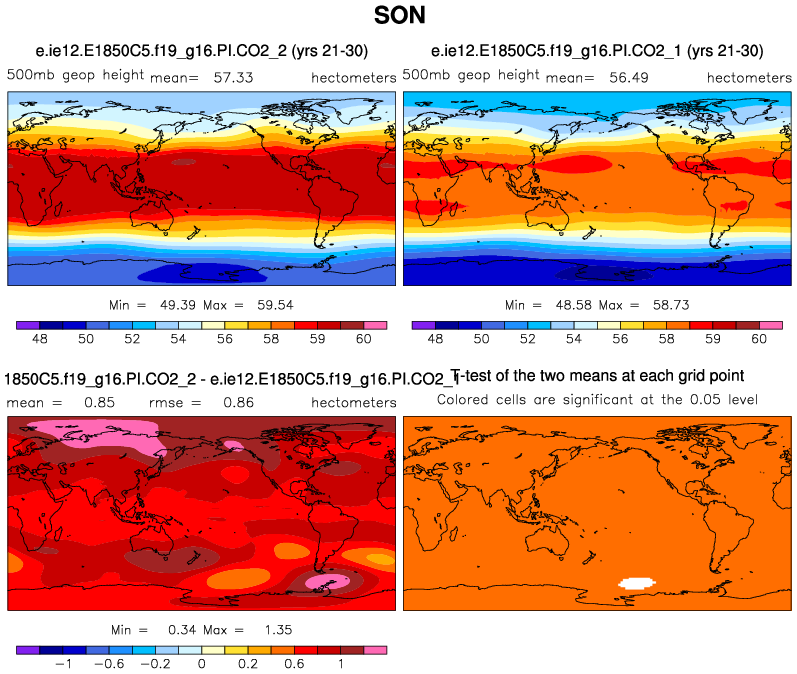 SON
e.ie12.E1850C5.f19_g16.PI.CO2_2 (yrs 21-30)
500mb geop height mean= 57.33 hectometers
Min = 49.39 Max = 59.54
48 50 52 54 55 56 57 58 59 60
e.ie12.E1850C5.f19_g16.PI.CO2_1 (yrs 21-30)
500mb geop height mean= 56.49 hectometers
Min = 48.58 Max = 58.73
48 50 52 54 55 56 57 58 59 60
1850C5.f19_g16.PI.CO2_2 - e.ie12.E1850C5.f19_g16.PI.CO2_1
mean = 0.85 rmse = 0.86 hectometers
Min = 0.34 Max = 1.35
-1 -0.6 -0.2 0 0.2 0.6 1
T-test of the two means at each grid point
Colored cells are significant at the 0.05 level